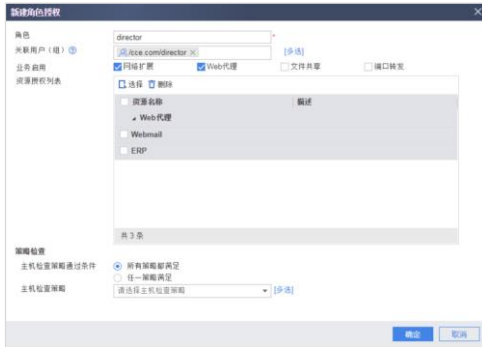 新建角色授权
角色 director *
关联用户（组） /cce.com/director [多选]
业务启用 网络扩展 Web代理 文件共享 端口转发
资源授权列表 选择 删除
资源名称 描述
Web代理
Webmail
ERP
共 3 条
策略检查
主机检查策略通过条件 所有策略都满足
任一策略满足
主机检查策略 请选择主机检查策略 [多选]
确定 取消